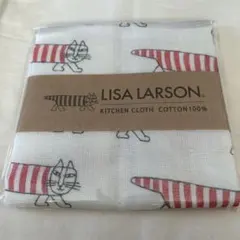 LISA LARSON
KITCHEN CLOTH COTTON100%